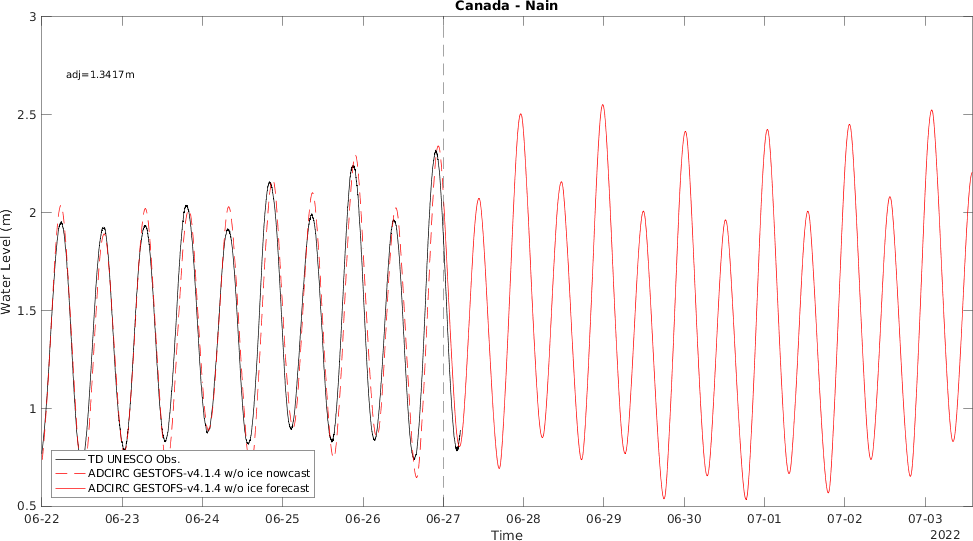 Canada - Nain
3
2.5
2
1.5
1
0.5
Water Level (m)
adj=1.3417m
TD UNESCO Obs.
ADCIRC GESTOFS-v4.1.4 w/o ice nowcast
ADCIRC GESTOFS-v4.1.4 w/o ice forecast
06-22 06-23 06-24 06-25 06-26 06-27 06-28 06-29 06-30 07-01 07-02 07-03
Time
2022